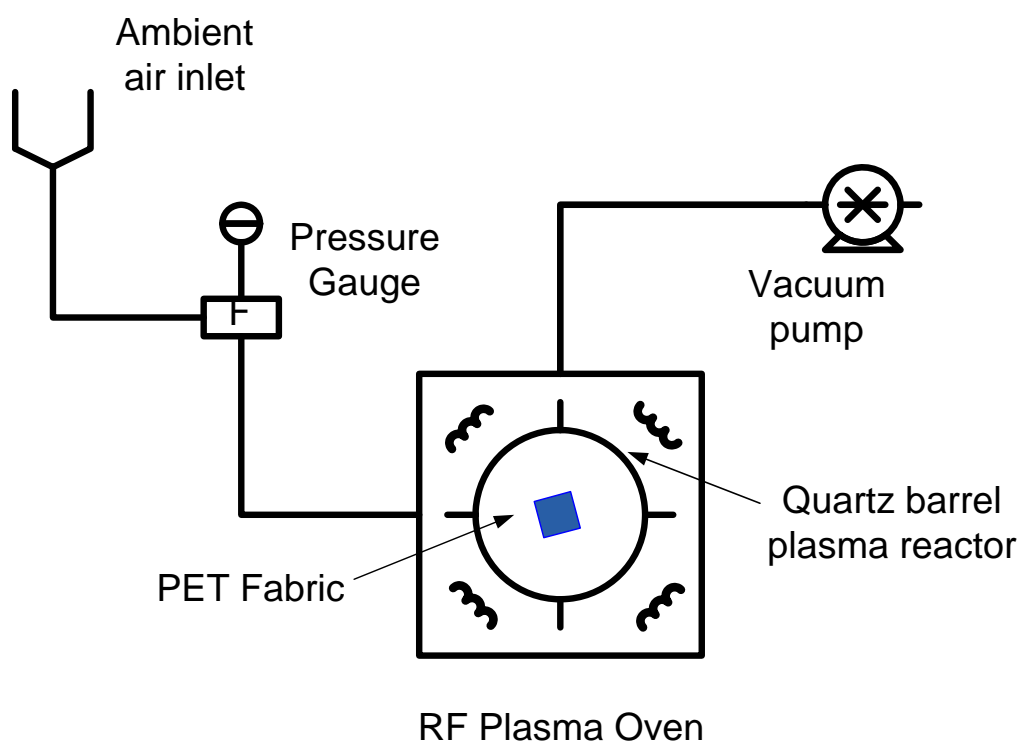 Ambient
air inlet
Pressure
Gauge
F
Vacuum
pump
Quartz barrel
plasma reactor
PET Fabric
RF Plasma Oven